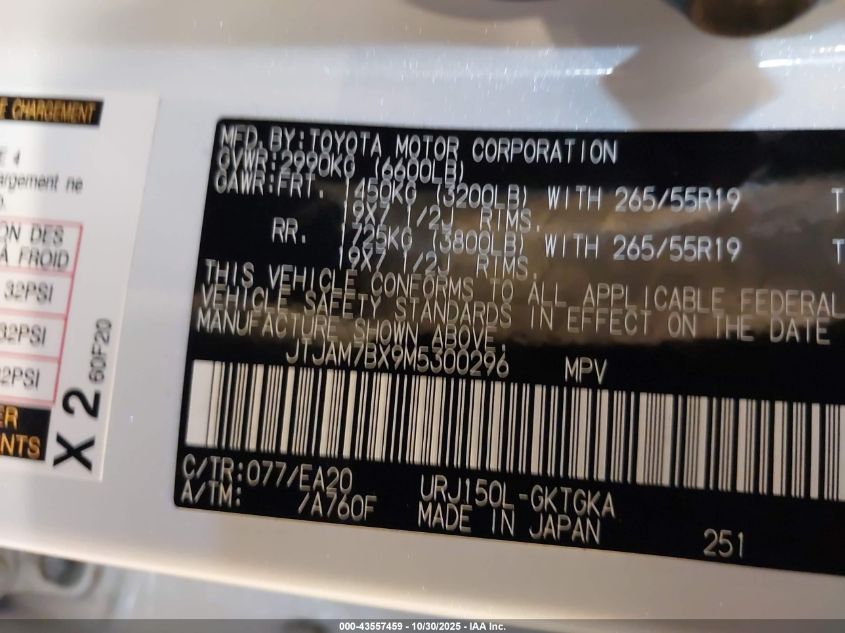 E CHARGEMENT
E 4
argement ne
ON DES
À FROID
32PSI
32PSI
32PSI
ER
ENTS
X 2
60F20
MFD.BY:TOYOTA MOTOR CORPORATION
GVWR:2990KG (6600LB)
GAWR:FRT. 1450KG (3200LB) WITH 265/55R19 T
19X7 1/2J RIMS.
RR. 1725KG (3800LB) WITH 265/55R19 T
19X7 1/2J RIMS.
THIS VEHICLE CONFORMS TO ALL APPLICABLE FEDERAL
VEHICLE SAFETY STANDARDS IN EFFECT ON THE DATE
MANUFACTURE SHOWN ABOVE.
JTJAM7BX9M5300296 MPV
C/TR:077/EA20 URJ150L-GKTGKA
A/TM: /A760F MADE IN JAPAN 251
000-43557459 - 10/30/2025 - IAA Inc.